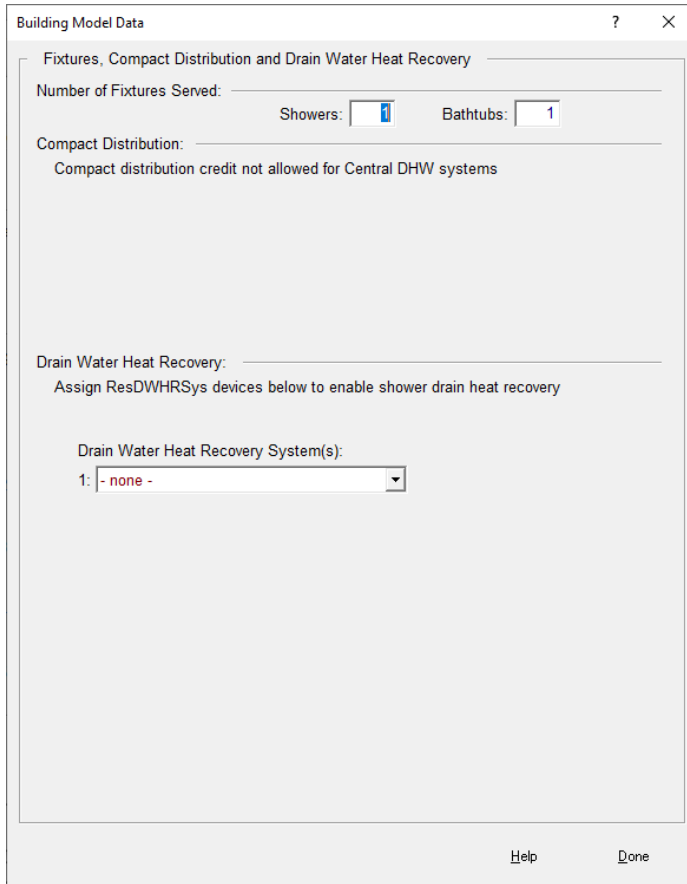 Building Model Data
Fixtures, Compact Distribution and Drain Water Heat Recovery
Number of Fixtures Served:
Showers: 1 Bathtubs: 1
Compact Distribution:
Compact distribution credit not allowed for Central DHW systems
Drain Water Heat Recovery:
Assign ResDWHRSys devices below to enable shower drain heat recovery
Drain Water Heat Recovery System(s):
1: - none -
Help Done